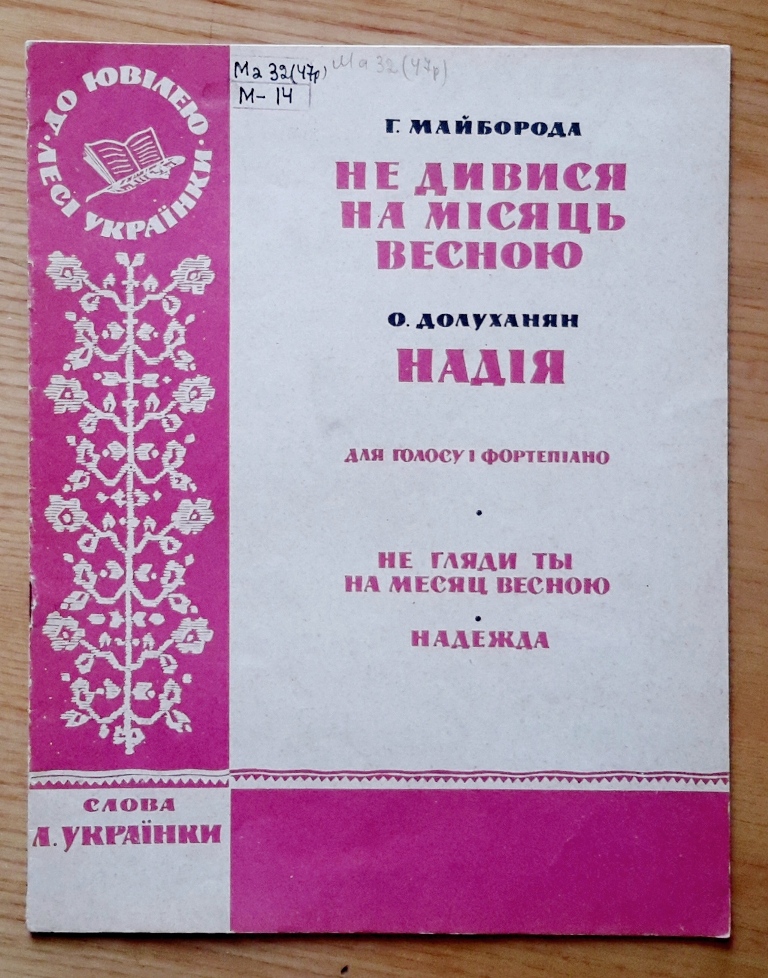 · ДО ЮВІЛЕЮ ·
ЛЕСІ УКРАЇНКИ
Ма 32(47р) Ма 32(47р)
М- 14
Г. МАЙБОРОДА
НЕ ДИВИСЯ
НА МІСЯЦЬ
ВЕСНОЮ
О. ДОЛУХАНЯН
НАДІЯ
ДЛЯ ГОЛОСУ І ФОРТЕПІАНО
НЕ ГЛЯДИ ТЫ
НА МЕСЯЦ ВЕСНОЮ
НАДЕЖДА
СЛОВА
Л. УКРАЇНКИ